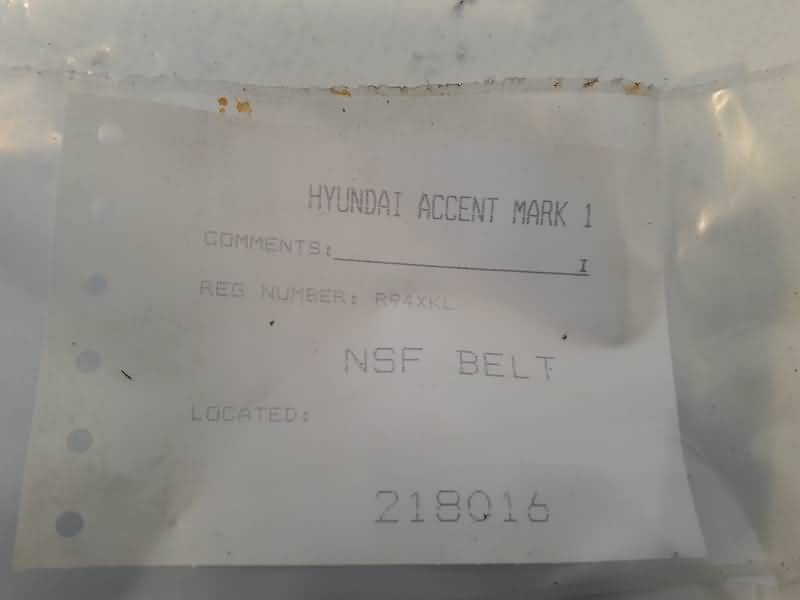 HYUNDAI ACCENT MARK 1
COMMENTS: I
REG NUMBER: R94XKL
NSF BELT
LOCATED:
218016